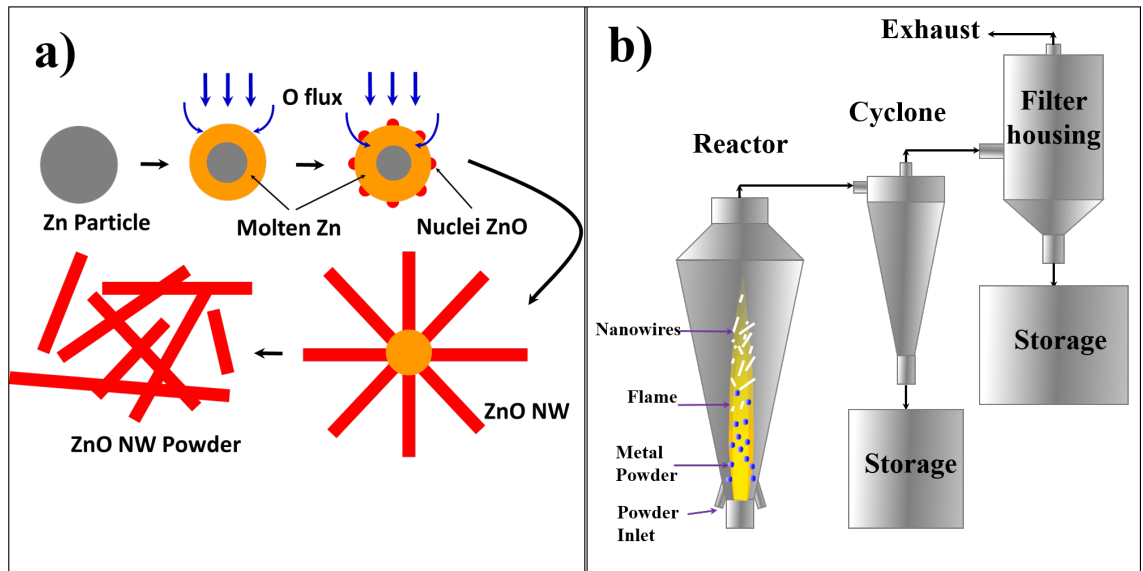 a)
O flux
Zn Particle
Molten Zn
Nuclei ZnO
ZnO NW
ZnO NW Powder
b)
Exhaust
Filter
housing
Cyclone
Reactor
Nanowires
Flame
Metal
Powder
Powder
Inlet
Storage
Storage